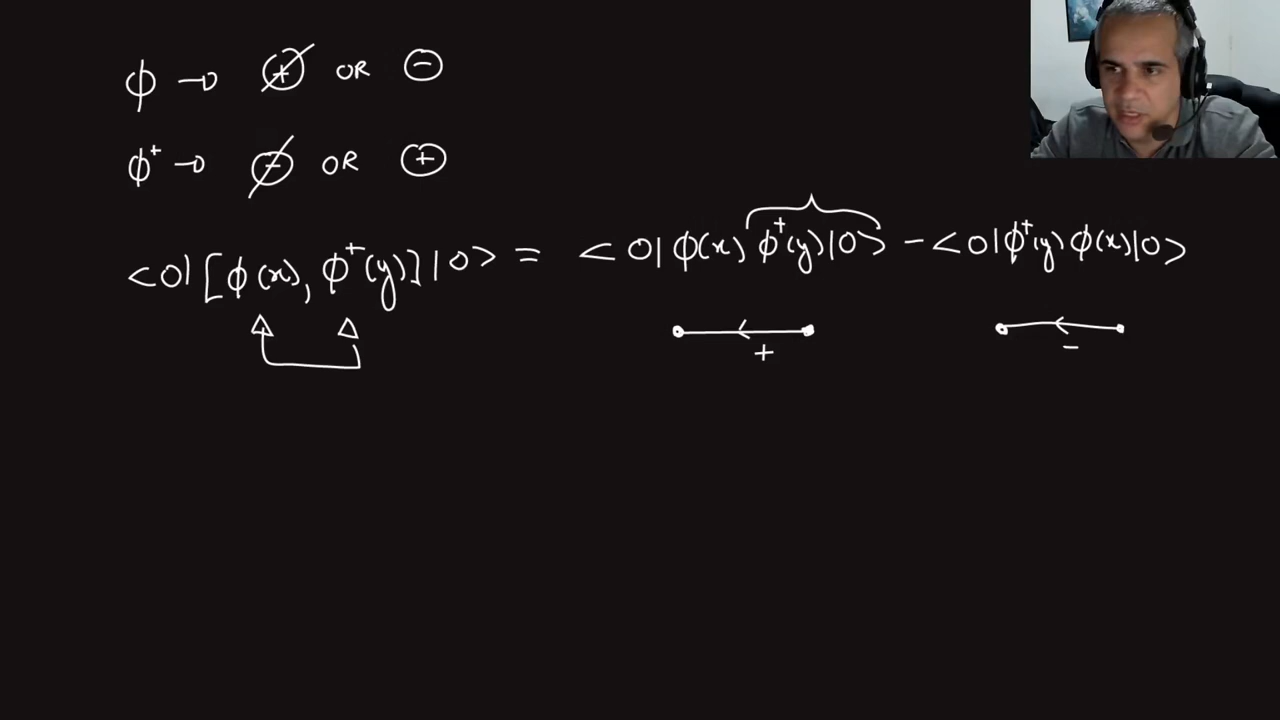 ϕ → ⊕ OR ⊖
ϕ† → ⊖ OR ⊕
<0|[ϕ(x), ϕ†(y)]|0> = <0|ϕ(x) ϕ†(y)|0> - <0|ϕ†(y) ϕ(x)|0>
+ -